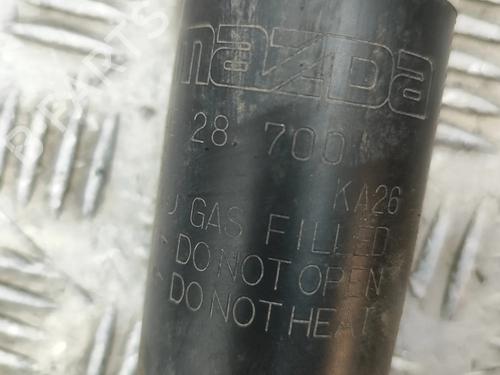 mazda
28. 700
KA26
GAS FILLED
DO NOT OPEN
DO NOT HEAT